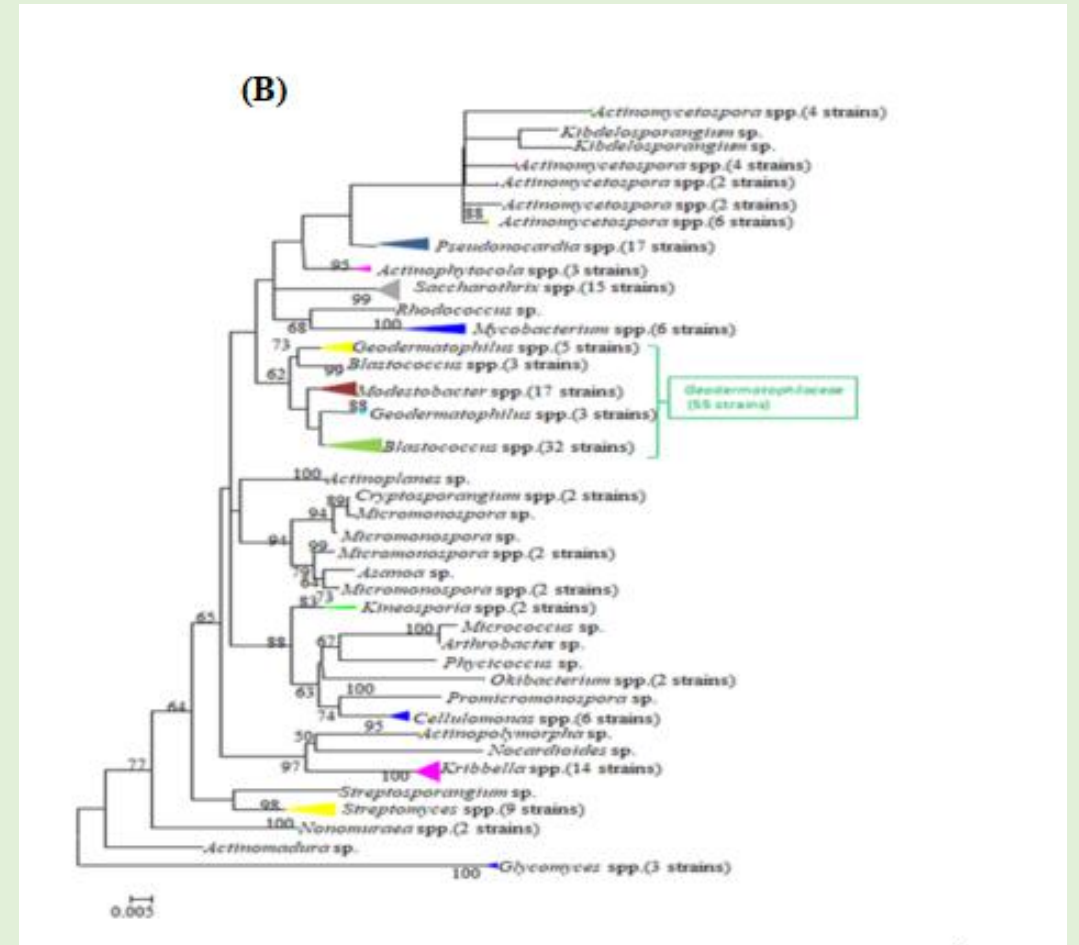 (B)
Actinomycetospora spp.(4 strains)
Kibdelosporangium sp.
Kibdelosporangium sp.
Actinomycetospora spp.(4 strains)
Actinomycetospora spp.(2 strains)
Actinomycetospora spp.(2 strains)
88
Actinomycetospora spp.(6 strains)
Pseudonocardia spp.(17 strains)
95
Actinophytocola spp.(3 strains)
Saccharothrix spp.(15 strains)
99
Rhodococcus sp.
68
100
Mycobacterium spp.(6 strains)
73
Geodermatophilus spp.(5 strains)
Blastococcus spp.(3 strains)
99
62
Modestobacter spp.(17 strains)
Geodermatophilaceae
(55 strains)
88
Geodermatophilus spp.(3 strains)
Blastococcus spp.(32 strains)
100
Actinoplanes sp.
Cryptosporangium spp.(2 strains)
89
94
Micromonospora sp.
Micromonospora sp.
94
99
Micromonospora spp.(2 strains)
79
Asanoa sp.
64
Micromonospora spp.(2 strains)
83
73
Kineosporia spp.(2 strains)
65
100
Micrococcus sp.
88
67
Arthrobacter sp.
Phycicoccus sp.
Okibacterium spp.(2 strains)
63
100
Promicromonospora sp.
64
74
Cellulomonas spp.(6 strains)
95
50
Actinopolymorpha sp.
Nocardioides sp.
77
97
100
Kribbella spp.(14 strains)
Streptosporangium sp.
98
Streptomyces spp.(9 strains)
100
Nonomuraea spp.(2 strains)
Actinomadura sp.
100
Glycomyces spp.(3 strains)
0.005